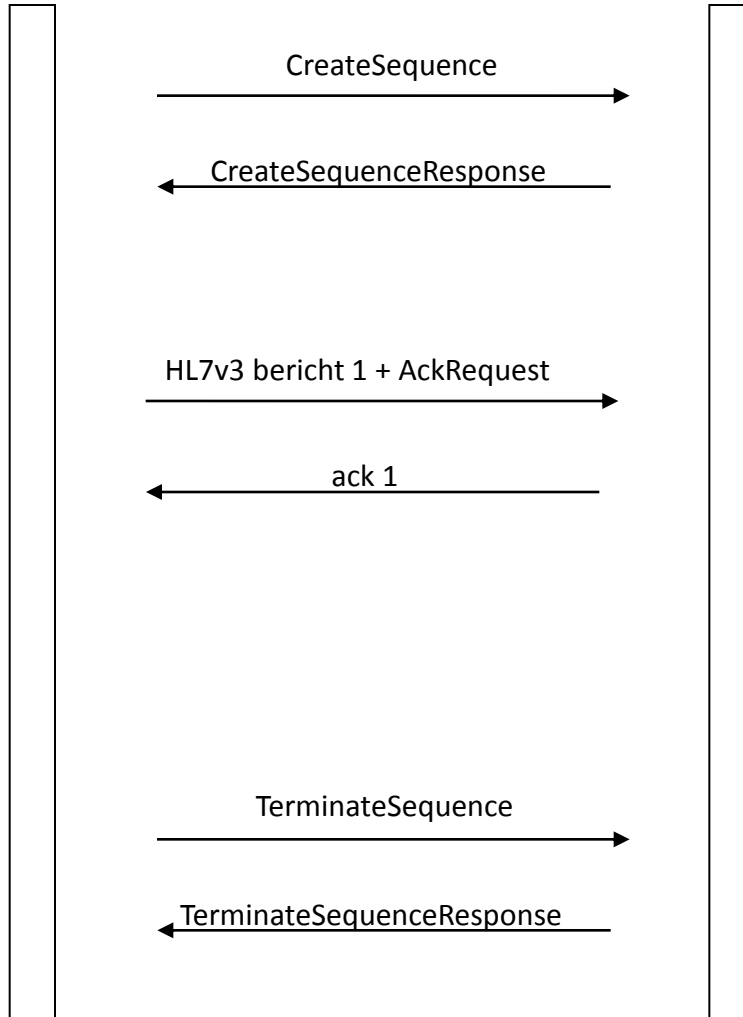 CreateSequence
CreateSequenceResponse
HL7v3 bericht 1 + AckRequest
ack 1
TerminateSequence
TerminateSequenceResponse